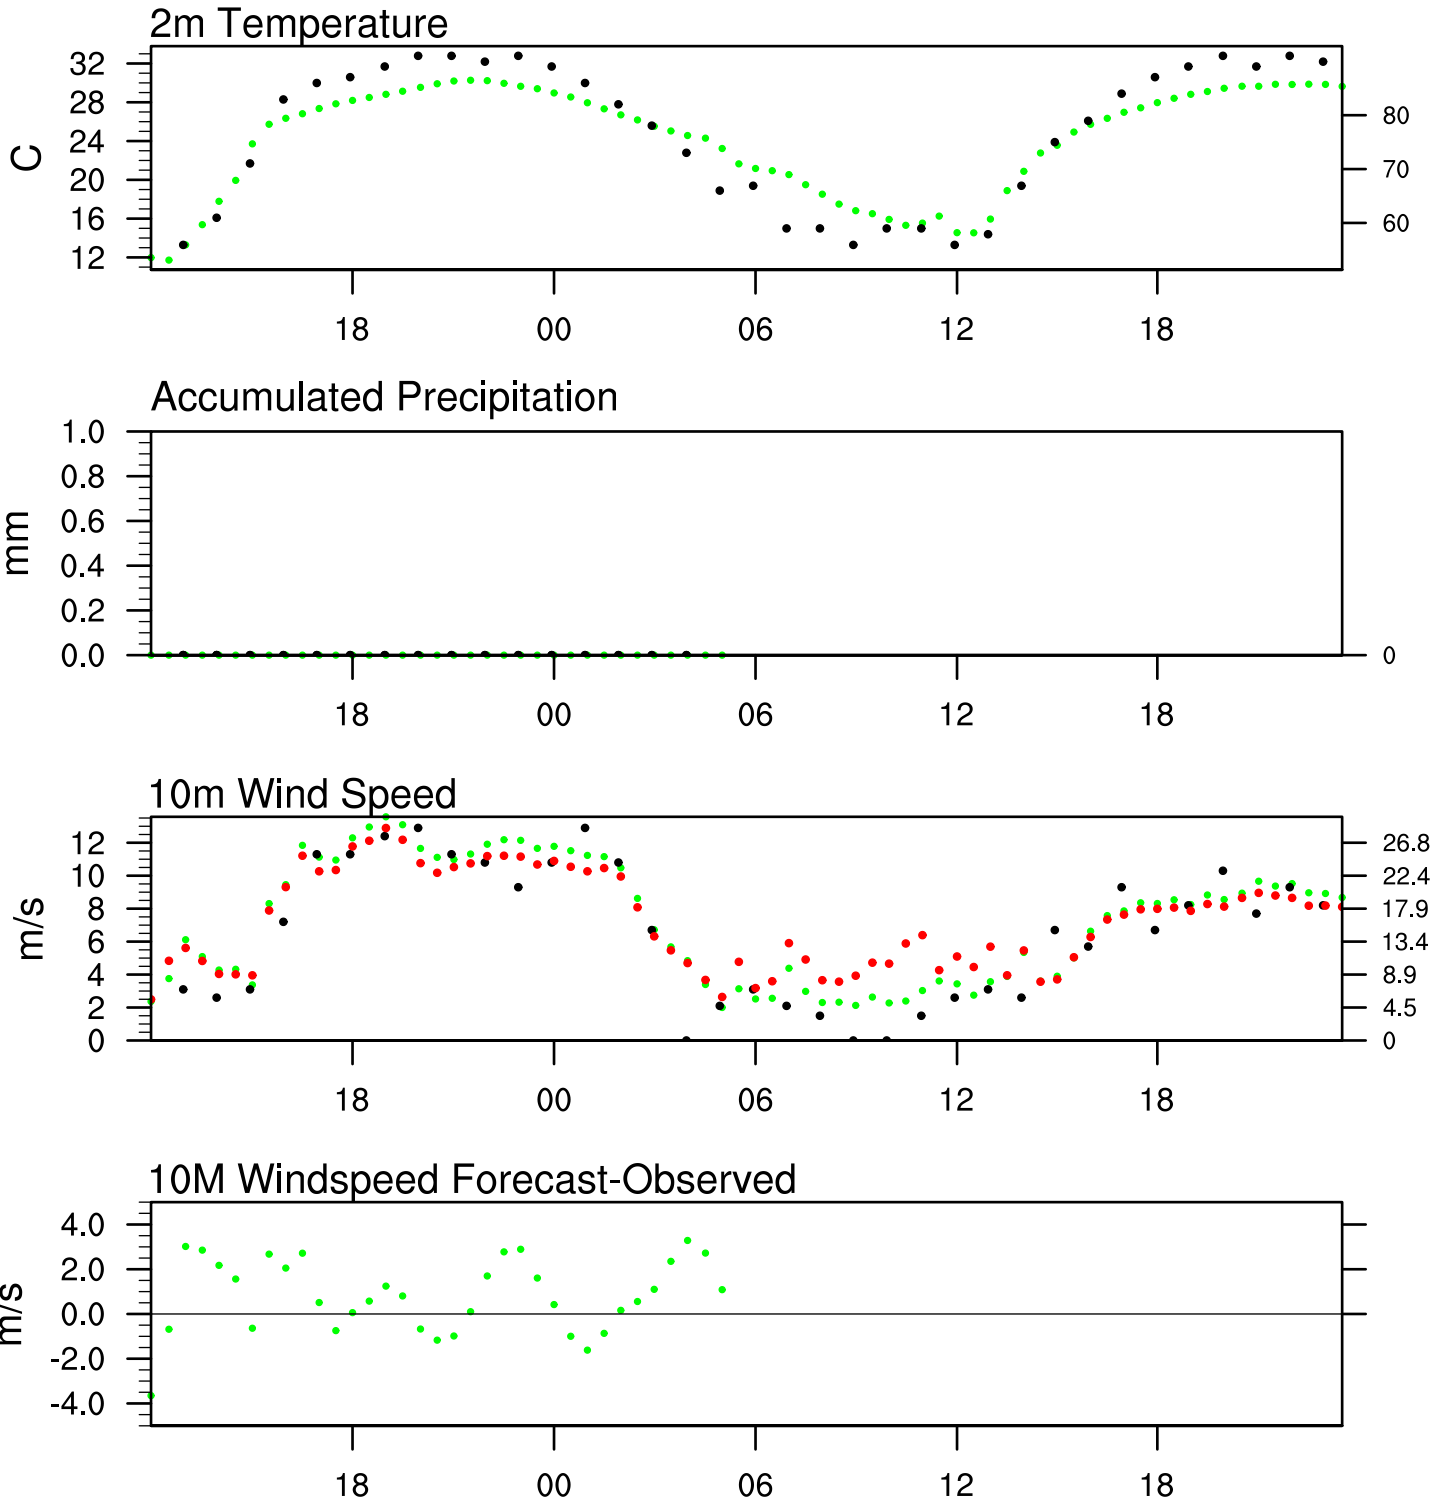 2m Temperature
C
32
28
24
20
16
12
80
70
60
18 00 06 12 18
Accumulated Precipitation
mm
1.0
0.8
0.6
0.4
0.2
0.0
0
18 00 06 12 18
10m Wind Speed
m/s
12
10
8
6
4
2
0
26.8
22.4
17.9
13.4
8.9
4.5
0
18 00 06 12 18
10M Windspeed Forecast-Observed
m/s
4.0
2.0
0.0
-2.0
-4.0
18 00 06 12 18